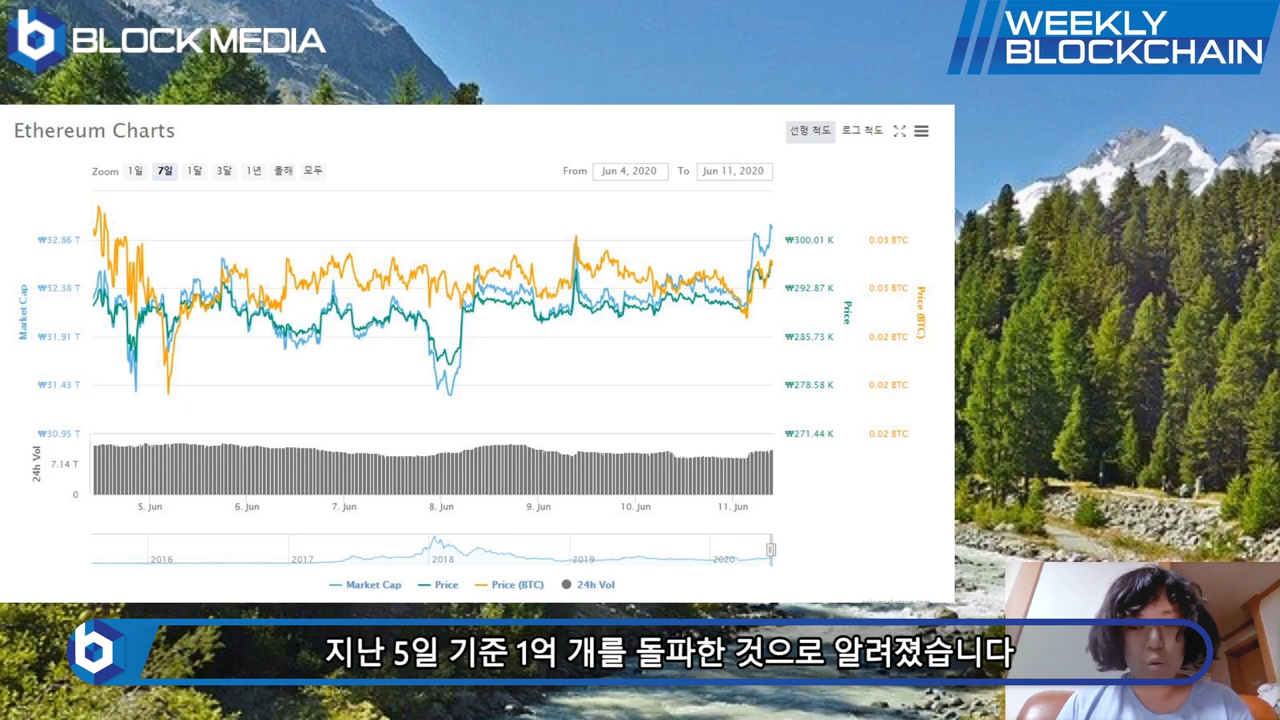 BLOCK MEDIA
WEEKLY
BLOCKCHAIN
Ethereum Charts
선형 척도 로그 척도
Zoom 1일 7일 1달 3달 1년 올해 모두
From Jun 4, 2020 To Jun 11, 2020
₩32.86 T ₩300.01 K 0.03 BTC
₩32.38 T ₩292.87 K 0.03 BTC
Market Cap Price Price (BTC)
₩31.91 T ₩285.73 K 0.02 BTC
₩31.43 T ₩278.58 K 0.02 BTC
₩30.95 T ₩271.44 K 0.02 BTC
24h Vol
7.14 T
0
5. Jun 6. Jun 7. Jun 8. Jun 9. Jun 10. Jun 11. Jun
2016 2017 2018 2019 2020
Market Cap Price Price (BTC) 24h Vol
지난 5일 기준 1억 개를 돌파한 것으로 알려졌습니다